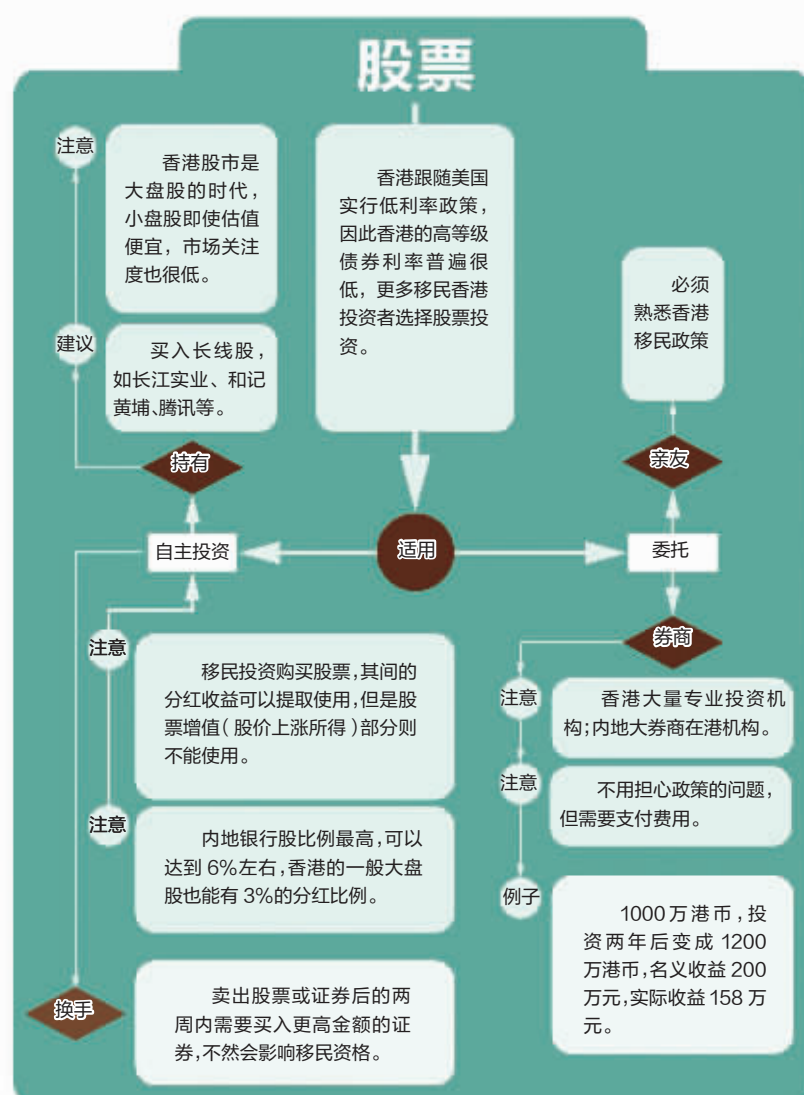 股票
注意
香港股市是
大盘股的时代，
小盘股即使估值
便宜，市场关注
度也很低。
建议
买入长线股，
如长江实业、和记
黄埔、腾讯等。
持有
自主投资
香港跟随美国
实行低利率政策，
因此香港的高等级
债券利率普遍很
低，更多移民香港
投资者选择股票投
资。
适用
必须
熟悉香港
移民政策
亲友
委托
券商
注意
移民投资购买股票，其间的
分红收益可以提取使用，但是股
票增值（股价上涨所得）部分则
不能使用。
注意
内地银行股比例最高，可以
达到6%左右，香港的一般大盘
股也能有3%的分红比例。
换手
卖出股票或证券后的两
周内需要买入更高金额的证
券，不然会影响移民资格。
注意
香港大量专业投资机
构；内地大券商在港机构。
注意
不用担心政策的问题，
但需要支付费用。
例子
1000万港币，投
资两年后变成1200
万港币，名义收益200
万元，实际收益158万
元。